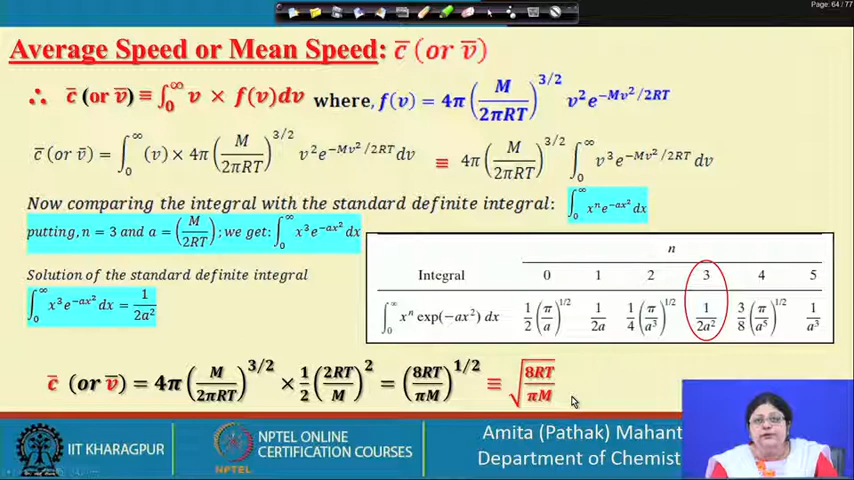 Page: 64 / 77
Average Speed or Mean Speed: c̅ (or v̅)
∴ c̅ (or v̅) ≡ ∫₀^∞ v × f(v)dv where, f(v) = 4π (M/2πRT)^3/2 v² e^−Mv²/2RT
c̅ (or v̅) = ∫₀^∞ (v) × 4π (M/2πRT)^3/2 v² e^−Mv²/2RT dv ≡ 4π (M/2πRT)^3/2 ∫₀^∞ v³ e^−Mv²/2RT dv
Now comparing the integral with the standard definite integral: ∫₀^∞ xⁿe^−ax² dx
putting, n = 3 and a = (M/2RT); we get: ∫₀^∞ x³e^−ax² dx
n
Integral 0 1 2 3 4 5
∫₀^∞ xⁿ exp(−ax²) dx 1/2 (π/a)^1/2 1/2a 1/4 (π/a³)^1/2 1/2a² 3/8 (π/a⁵)^1/2 1/a³
Solution of the standard definite integral
∫₀^∞ x³e^−ax² dx = 1/2a²
c̅ (or v̅) = 4π (M/2πRT)^3/2 × 1/2 (2RT/M)² = (8RT/πM)^1/2 ≡ √(8RT/πM)
IIT KHARAGPUR
NPTEL
NPTEL ONLINE
CERTIFICATION COURSES
Amita (Pathak) Mahant
Department of Chemis